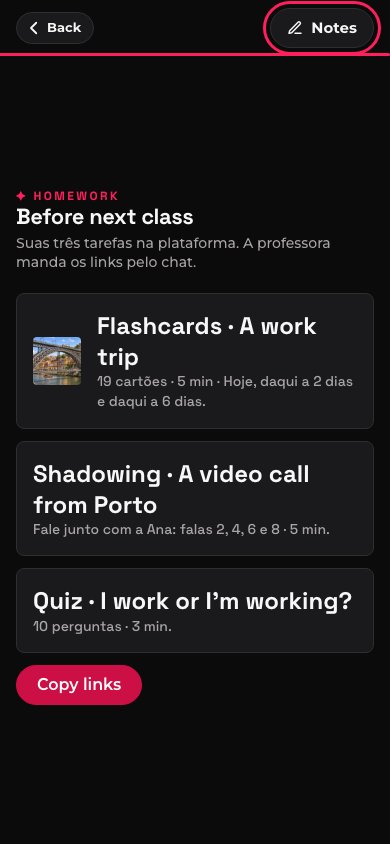 Back
Notes
HOMEWORK
Before next class
Suas três tarefas na plataforma. A professora
manda os links pelo chat.
Flashcards · A work
trip
19 cartões · 5 min · Hoje, daqui a 2 dias
e daqui a 6 dias.
Shadowing · A video call
from Porto
Fale junto com a Ana: falas 2, 4, 6 e 8 · 5 min.
Quiz · I work or I'm working?
10 perguntas · 3 min.
Copy links